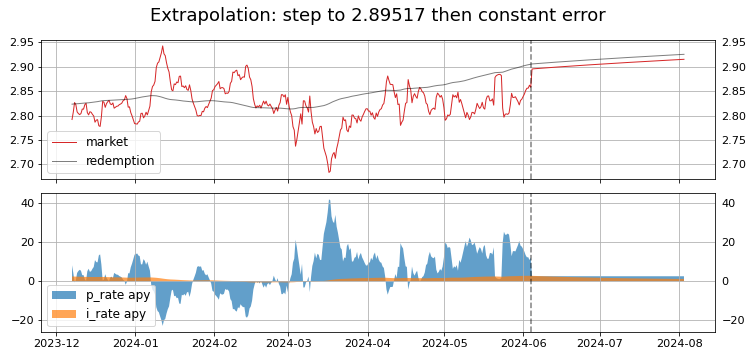 Extrapolation: step to 2.89517 then constant error
2.95 2.95
2.90 2.90
2.85 2.85
2.80 2.80
2.75 2.75
2.70 2.70
market
redemption
40 40
20 20
0 0
−20 −20
p_rate apy
i_rate apy
2023-12 2024-01 2024-02 2024-03 2024-04 2024-05 2024-06 2024-07 2024-08